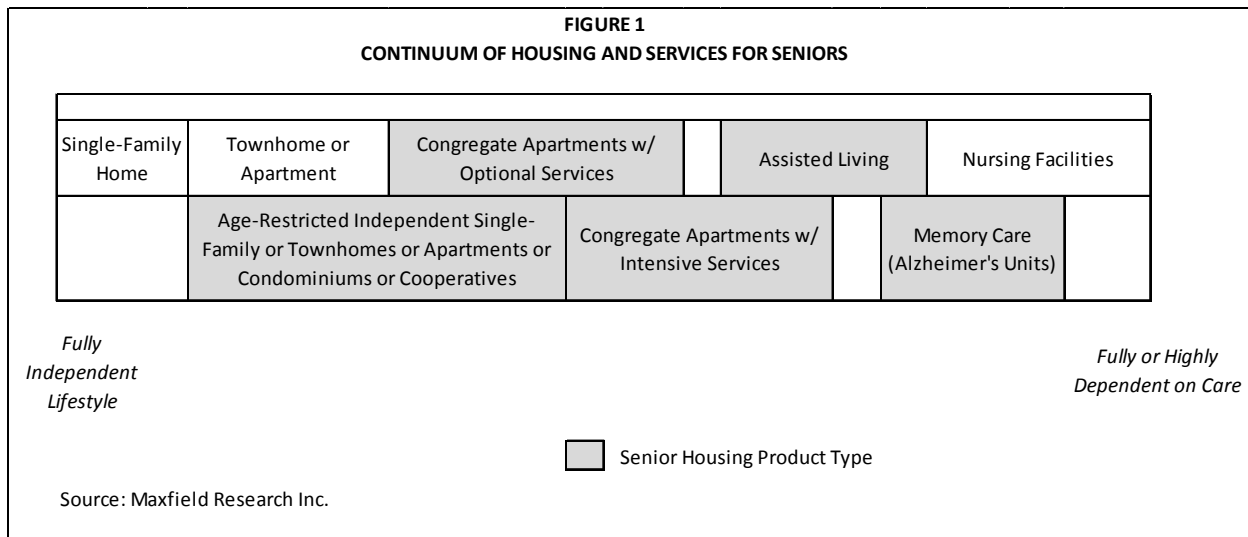 FIGURE 1
CONTINUUM OF HOUSING AND SERVICES FOR SENIORS
Single-Family
Home
Townhome or
Apartment
Congregate Apartments w/
Optional Services
Assisted Living
Nursing Facilities
Age-Restricted Independent Single-
Family or Townhomes or Apartments or
Condominiums or Cooperatives
Congregate Apartments w/
Intensive Services
Memory Care
(Alzheimer's Units)
Fully
Independent
Lifestyle
Fully or Highly
Dependent on Care
Senior Housing Product Type
Source: Maxfield Research Inc.